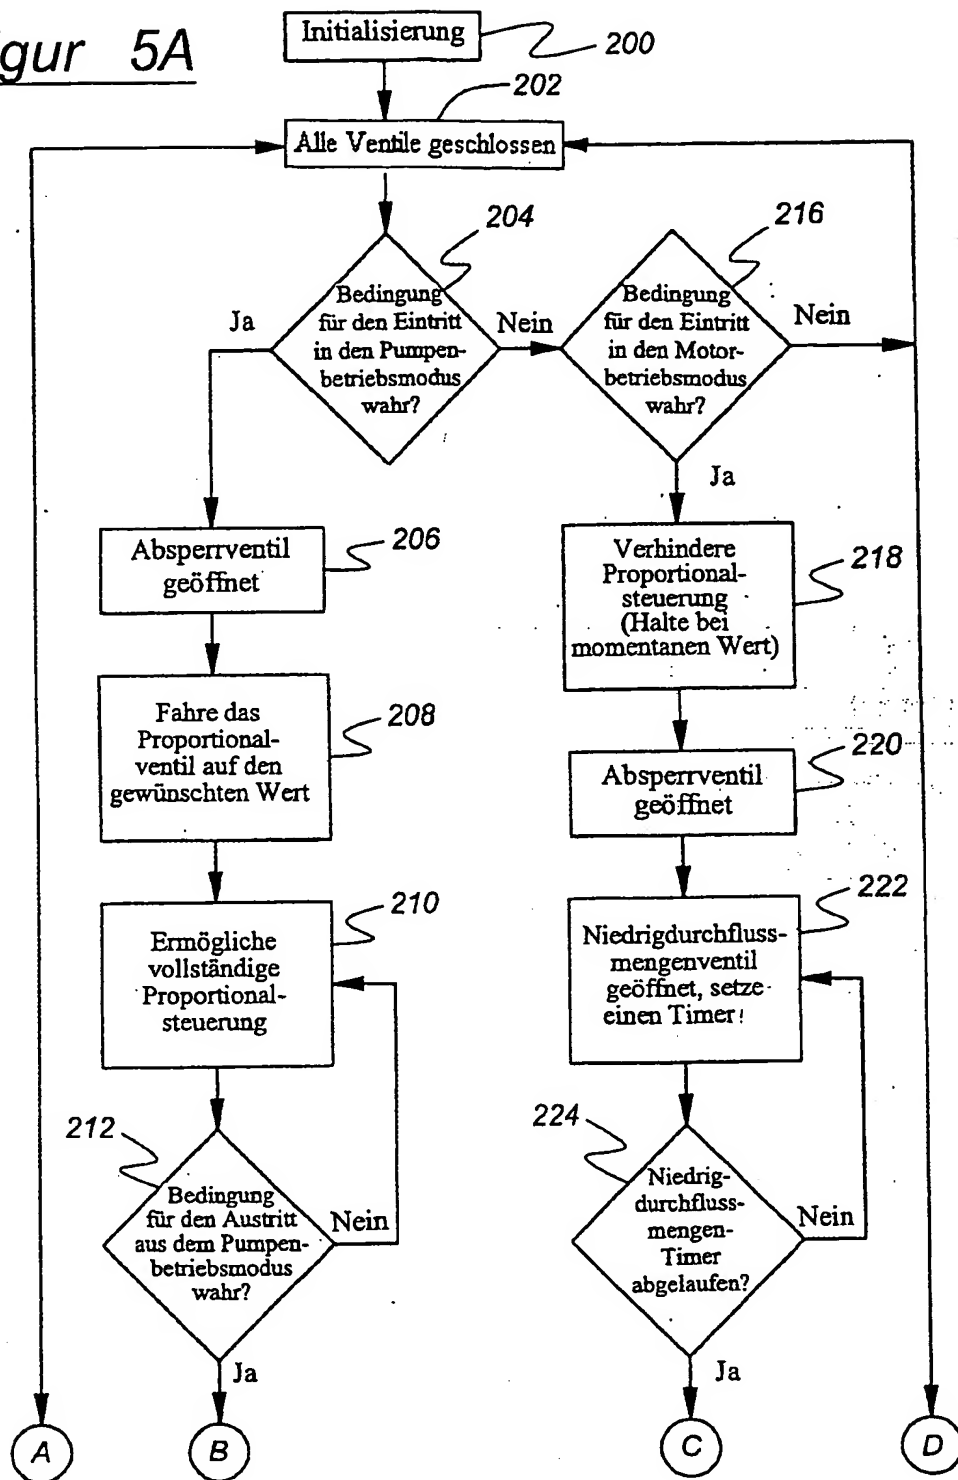 gur 5A
Initialisierung
200
202
Alle Ventile geschlossen
204
216
Bedingung
für den Eintritt
in den Pumpen-
betriebsmodus
wahr?
Ja
Nein
Bedingung
für den Eintritt
in den Motor-
betriebsmodus
wahr?
Nein
Ja
Absperrventil
geöffnet
206
Verhindere
Proportional-
steuerung
(Halte bei
momentanen Wert)
218
Fahre das
Proportional-
ventil auf den
gewünschten Wert
208
Absperrventil
geöffnet
220
Ermögliche
vollständige
Proportional-
steuerung
210
Niedrigdurchfluss-
mengenventil
geöffnet, setze
einen Timer!
222
212
Bedingung
für den Austritt
aus dem Pumpen-
betriebsmodus
wahr?
Nein
Ja
224
Niedrig-
durchfluss-
mengen-
Timer
abgelaufen?
Nein
Ja
A
B
C
D